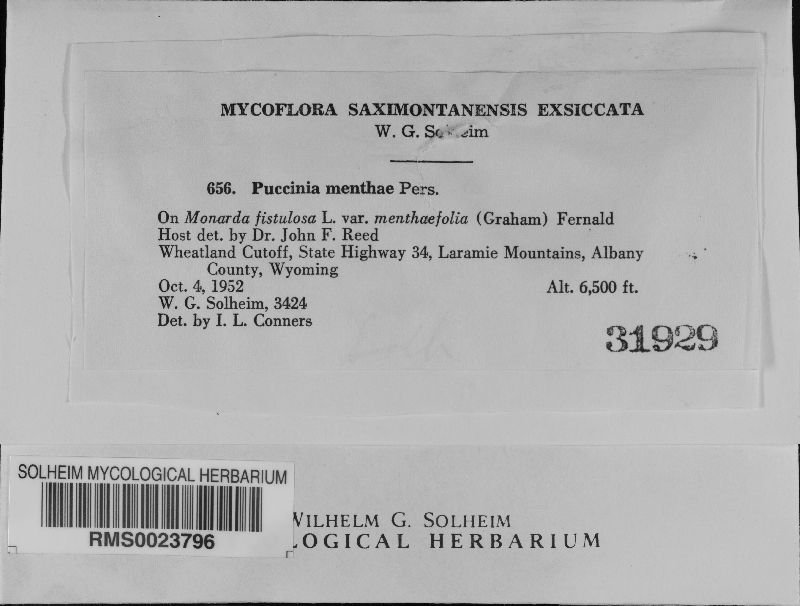 MYCOFLORA SAXIMONTANENSIS EXSICCATA
W. G. Solheim
656. Puccinia menthae Pers.
On Monarda fistulosa L. var. menthaefolia (Graham) Fernald
Host det. by Dr. John F. Reed
Wheatland Cutoff, State Highway 34, Laramie Mountains, Albany
County, Wyoming
Oct. 4, 1952 Alt. 6,500 ft.
W. G. Solheim, 3424
Det. by I. L. Conners
31929
SOLHEIM MYCOLOGICAL HERBARIUM
RMS0023796
WILHELM G. SOLHEIM
LOGICAL HERBARIUM